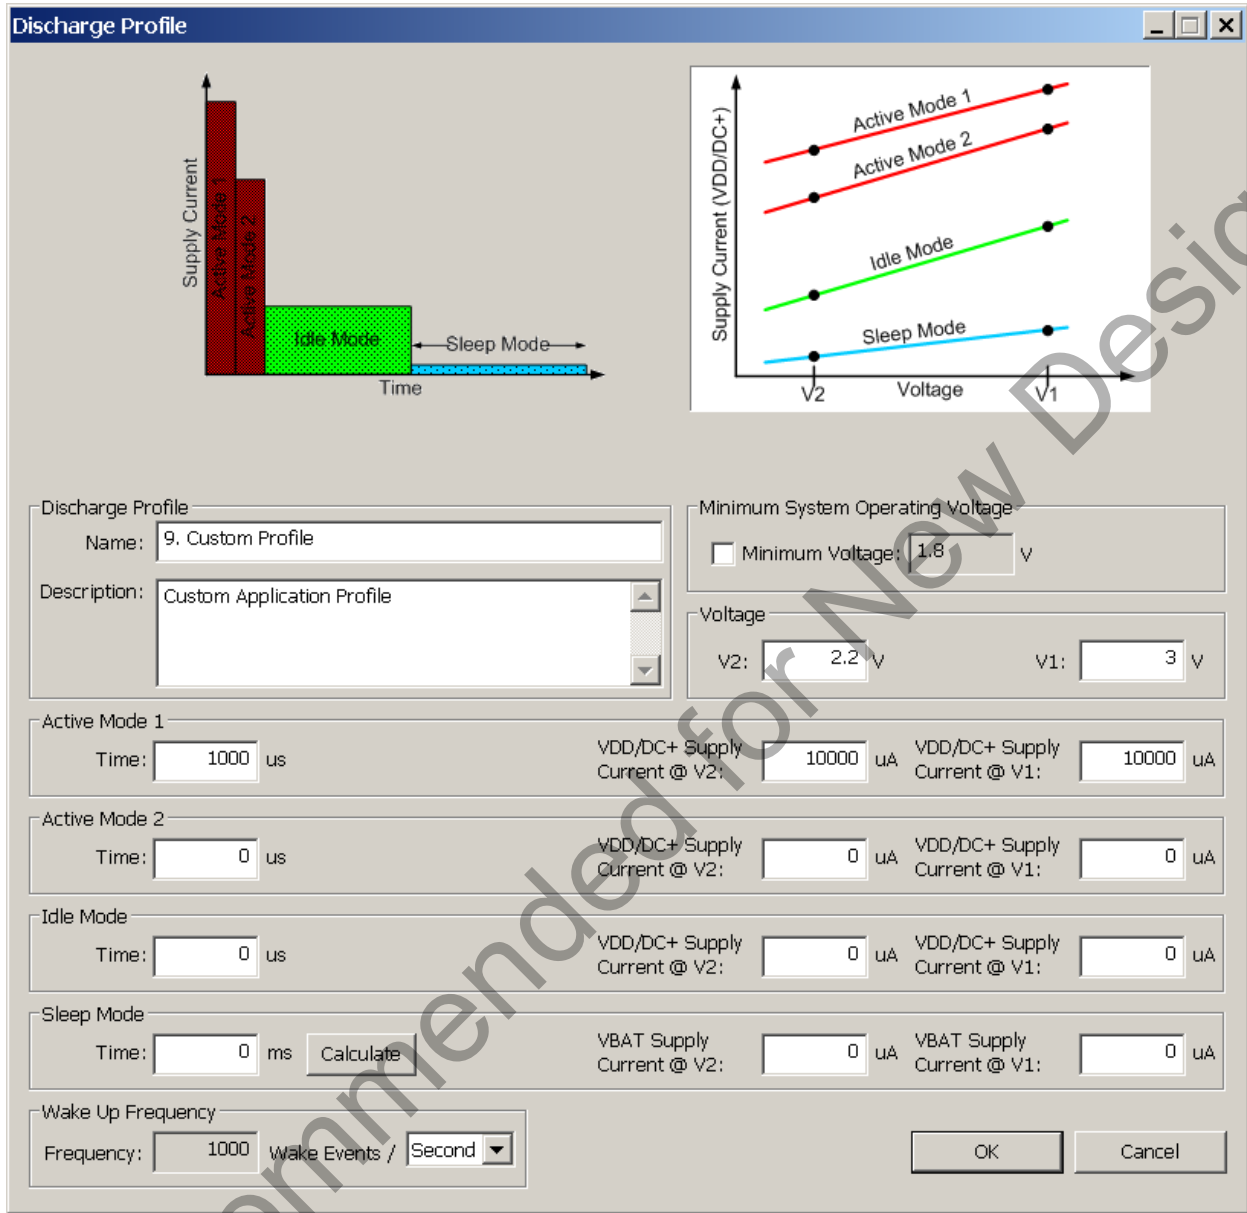 Discharge Profile
Supply Current
Active Mode 1
Active Mode 2
Idle Mode
Sleep Mode
Time
Supply Current (VDD/DC+)
Active Mode 1
Active Mode 2
Idle Mode
Sleep Mode
V2 Voltage V1
Discharge Profile
Name: 9. Custom Profile
Description: Custom Application Profile
Minimum System Operating Voltage
Minimum Voltage: 1.8 V
Voltage
V2: 2.2 V V1: 3 V
Active Mode 1
Time: 1000 us VDD/DC+ Supply Current @ V2: 10000 uA VDD/DC+ Supply Current @ V1: 10000 uA
Active Mode 2
Time: 0 us VDD/DC+ Supply Current @ V2: 0 uA VDD/DC+ Supply Current @ V1: 0 uA
Idle Mode
Time: 0 us VDD/DC+ Supply Current @ V2: 0 uA VDD/DC+ Supply Current @ V1: 0 uA
Sleep Mode
Time: 0 ms Calculate VBAT Supply Current @ V2: 0 uA VBAT Supply Current @ V1: 0 uA
Wake Up Frequency
Frequency: 1000 Wake Events / Second
OK Cancel
ommended for New Desig